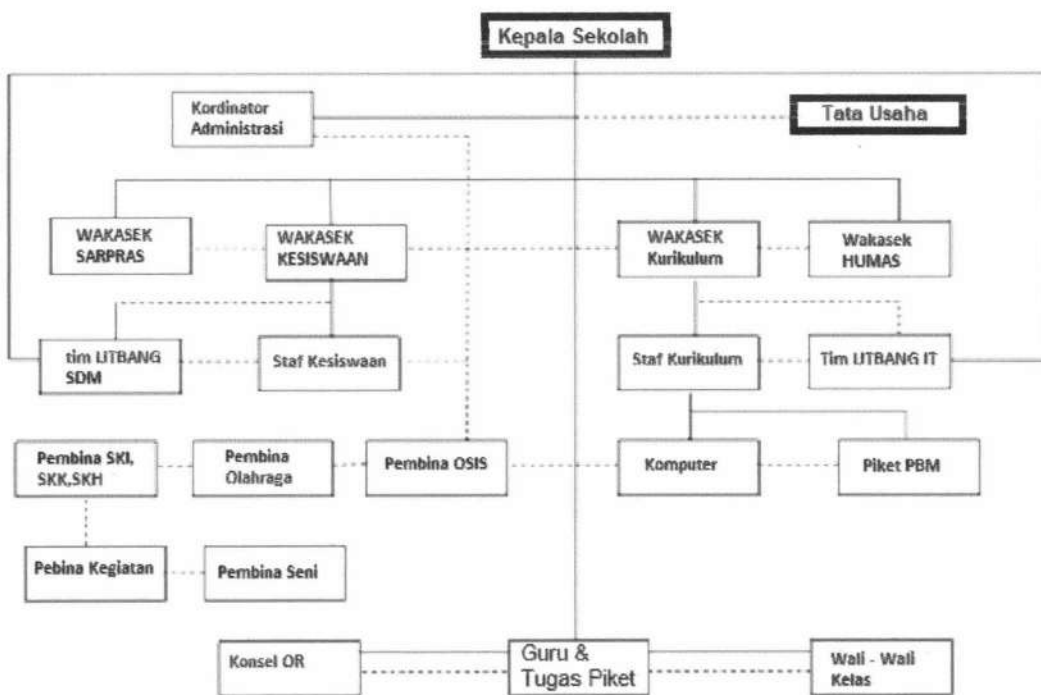 Kepala Sekolah
Kordinator
Administrasi
Tata Usaha
WAKASEK
SARPRAS
WAKASEK
KESISWAAN
WAKASEK
Kurikulum
Wakasek
HUMAS
tim LITBANG
SDM
Staf Kesiswaan
Staf Kurikulum
Tim LITBANG IT
Pembina SKI,
SKK,SKH
Pembina
Olahraga
Pembina OSIS
Komputer
Piket PBM
Pebina Kegiatan
Pembina Seni
Konsel OR
Guru &
Tugas Piket
Wali - Wali
Kelas